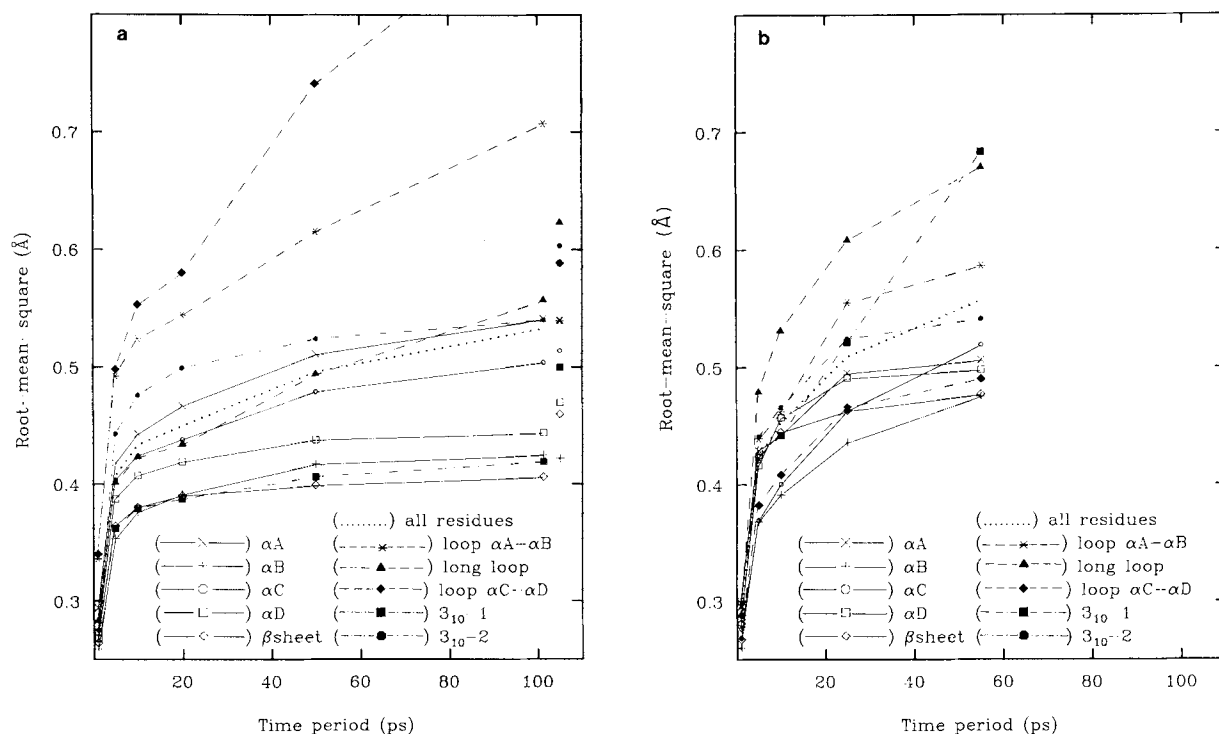 a
Root-mean-square (Å)
0.7
0.6
0.5
0.4
0.3
(........) all residues
( × ) αA
( * ) loop αA-αB
( + ) αB
( ▲ ) long loop
( ○ ) αC
( ◆ ) loop αC-αD
( □ ) αD
( ■ ) 3₁₀-1
( ◇ ) βsheet
( ● ) 3₁₀-2
20
40
60
80
100
Time period (ps)
b
Root-mean-square (Å)
0.7
0.6
0.5
0.4
0.3
(........) all residues
( × ) αA
( * ) loop αA-αB
( + ) αB
( ▲ ) long loop
( ○ ) αC
( ◆ ) loop αC-αD
( □ ) αD
( ■ ) 3₁₀ 1
( ◇ ) βsheet
( ● ) 3₁₀-2
20
40
60
80
100
Time period (ps)